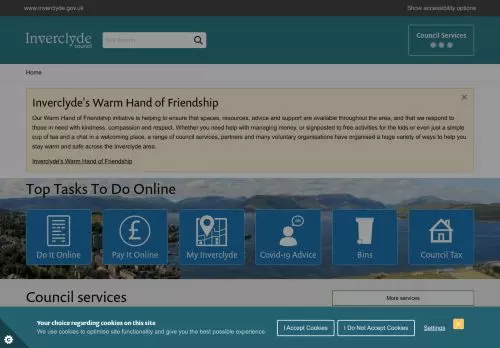 www.inverclyde.gov.uk
Show accessibility options
Inverclyde
council
Council Services
Home
Inverclyde's Warm Hand of Friendship
×
Our Warm Hand of Friendship initiative is helping to ensure that spaces, resources, advice and support are available throughout the area, and that we respond to
those in need with kindness, compassion and respect. Whether you need help with managing money, or signposted to free activities for the kids or even just a simple
cup of tea and a chat in a welcoming place, a range of council services, partners and many voluntary organisations have organised a huge variety of ways to help you
stay warm and safe across the Inverclyde area.
Inverclyde's Warm Hand of Friendship
Top Tasks To Do Online
Do It Online
Pay It Online
My Inverclyde
Covid-19 Advice
Bins
Council Tax
Council services
More services
Your choice regarding cookies on this site
We use cookies to optimise site functionality and give you the best possible experience.
I Accept Cookies
I Do Not Accept Cookies
Settings